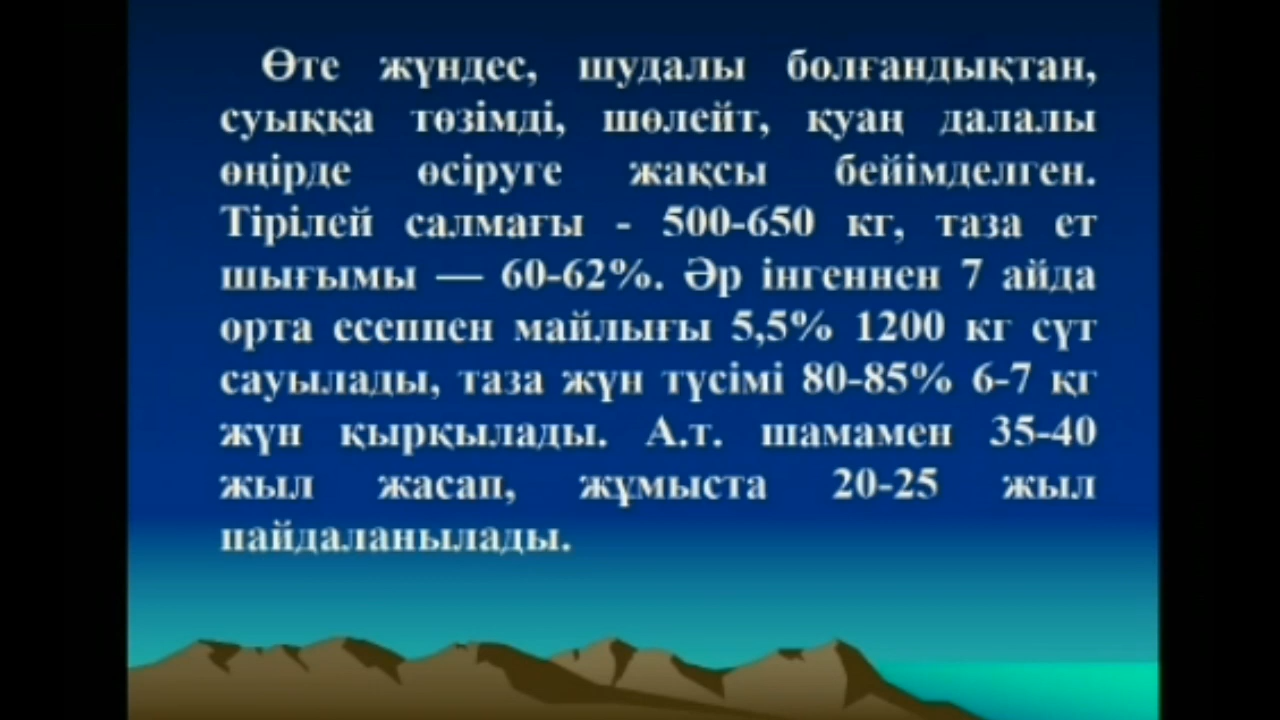 Өте жүндес, шудалы болғандықтан,
суыққа төзімді, шөлейт, қуаң далалы
өңірде өсіруге жақсы бейімделген.
Тірілей салмағы - 500-650 кг, таза ет
шығымы — 60-62%. Әр інгеннен 7 айда
орта есеппен майлығы 5,5% 1200 кг сүт
сауылады, таза жүн түсімі 80-85% 6-7 қг
жүн қырқылады. А.т. шамамен 35-40
жыл жасап, жұмыста 20-25 жыл
пайдаланылады.